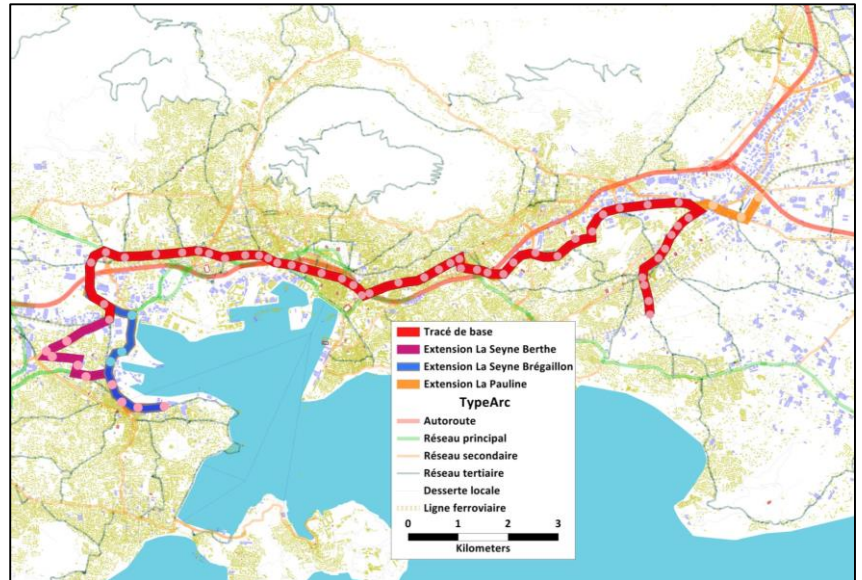 Tracé de base
Extension La Seyne Berthe
Extension La Seyne Brégaillon
Extension La Pauline
TypeArc
Autoroute
Réseau principal
Réseau secondaire
Réseau tertiaire
Desserte locale
Ligne ferroviaire
0 1 2 3
Kilometers